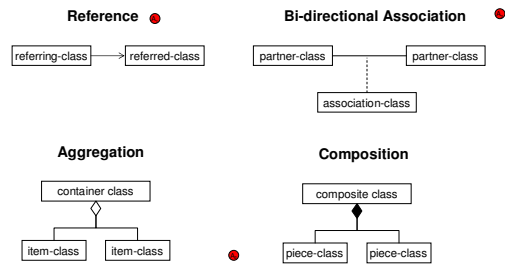 Reference
Bi-directional Association
referring-class
referred-class
partner-class
partner-class
association-class
Aggregation
Composition
container class
composite class
item-class
item-class
piece-class
piece-class